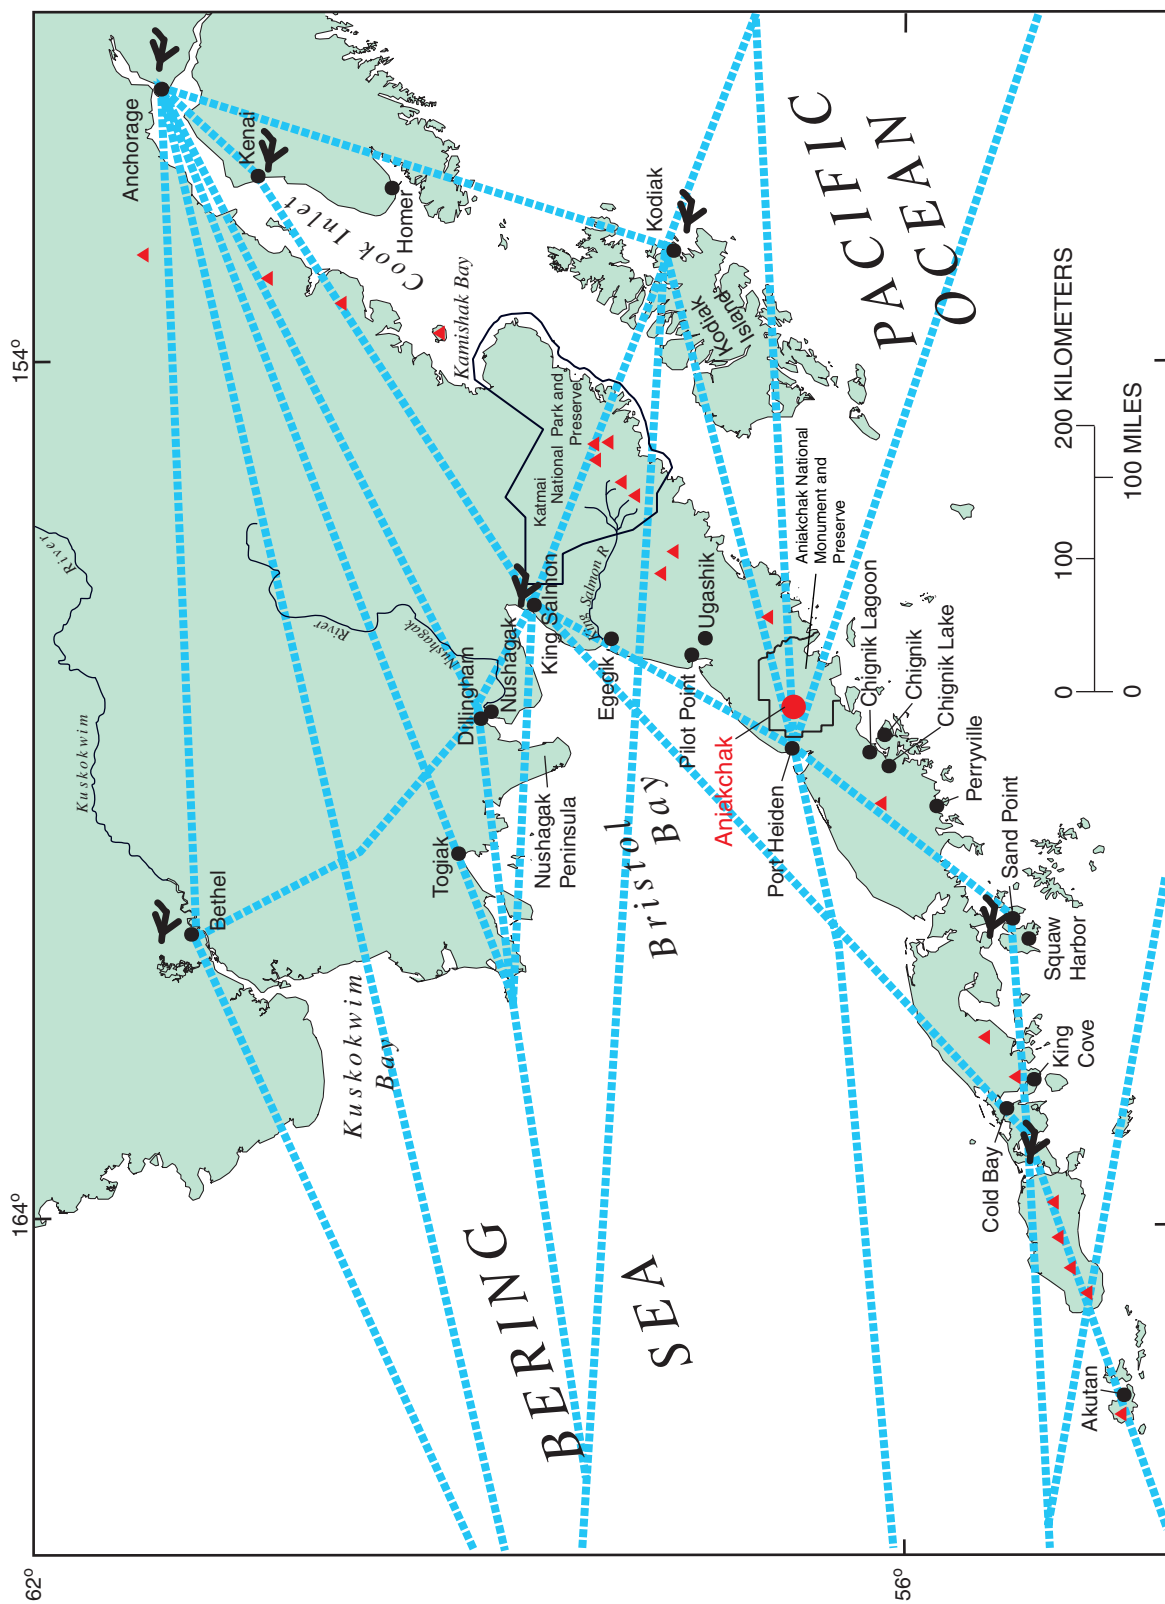 62°
56°
164°
154°
Anchorage
Kenai
Homer
Cook Inlet
Kamishak Bay
Kodiak
Kodiak
Island
PACIFIC
OCEAN
Katmai
National Park and
Preserve
River
Kuskokwim
River
Nushagak
Dillingham
Nushagak
King Salmon
King Salmon R
Egegik
Ugashik
Pilot Point
Aniakchak National
Monument and
Preserve
Aniakchak
Port Heiden
Chignik Lagoon
Chignik
Chignik Lake
Perryville
Sand Point
Squaw
Harbor
King
Cove
Cold Bay
Akutan
Bethel
Togiak
Nushagak
Peninsula
Bristol
Bay
Kuskokwim
Bay
BERING
SEA
0 100 200 KILOMETERS
0 100 MILES